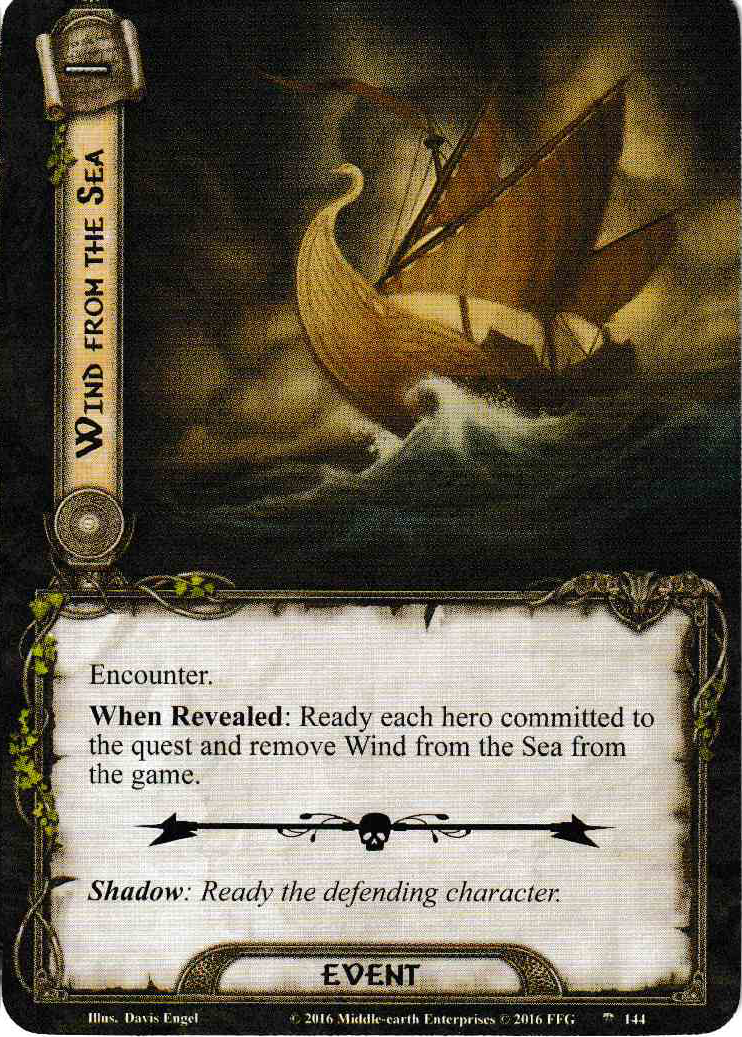 —
WIND FROM THE SEA
Encounter.
When Revealed: Ready each hero committed to
the quest and remove Wind from the Sea from
the game.
Shadow: Ready the defending character.
EVENT
Illus. Davis Engel © 2016 Middle-earth Enterprises © 2016 FFG 144